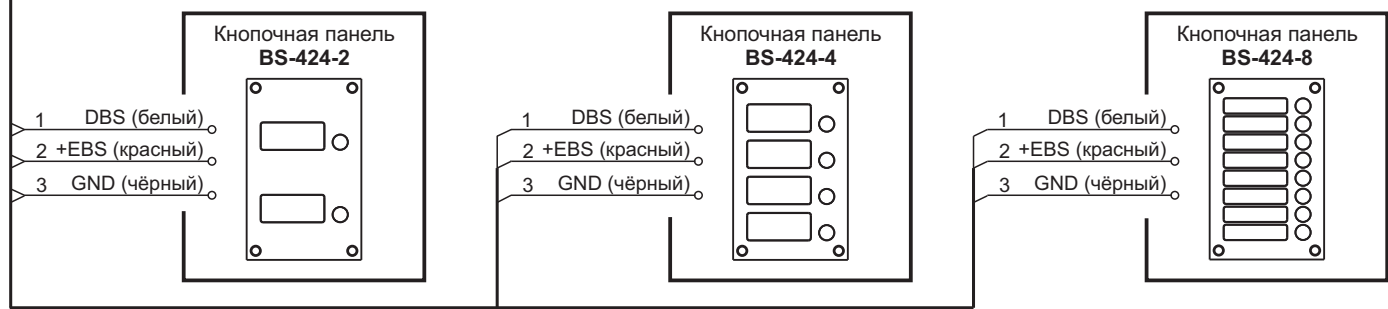 Кнопочная панель
BS-424-2
1 DBS (белый)
2 +EBS (красный)
3 GND (чёрный)
Кнопочная панель
BS-424-4
1 DBS (белый)
2 +EBS (красный)
3 GND (чёрный)
Кнопочная панель
BS-424-8
1 DBS (белый)
2 +EBS (красный)
3 GND (чёрный)